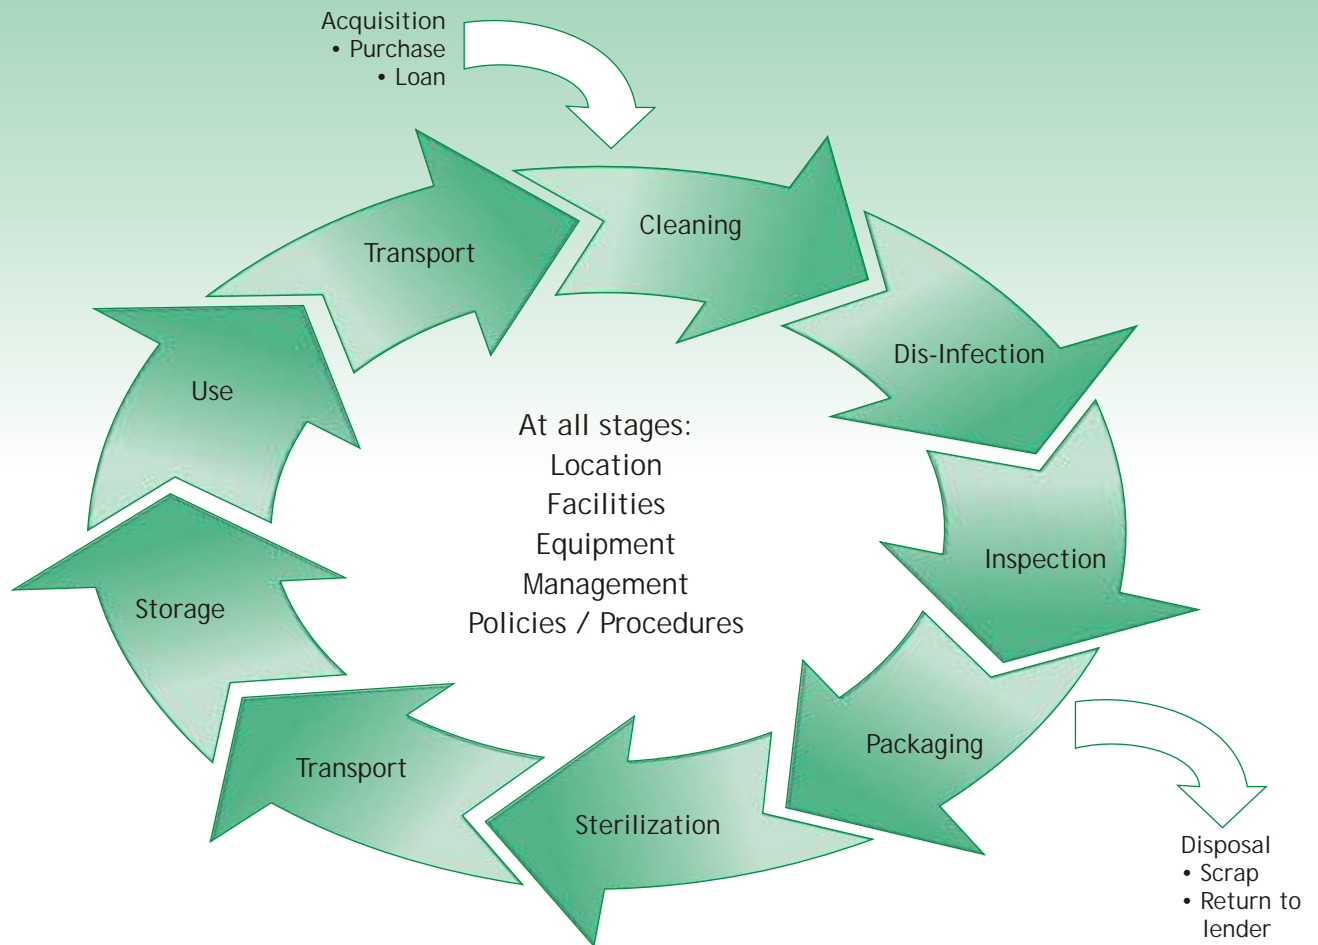 Acquisition
• Purchase
• Loan
Cleaning
Dis-Infection
Inspection
Packaging
Sterilization
Transport
Storage
Use
Transport
At all stages:
Location
Facilities
Equipment
Management
Policies / Procedures
Disposal
• Scrap
• Return to
lender